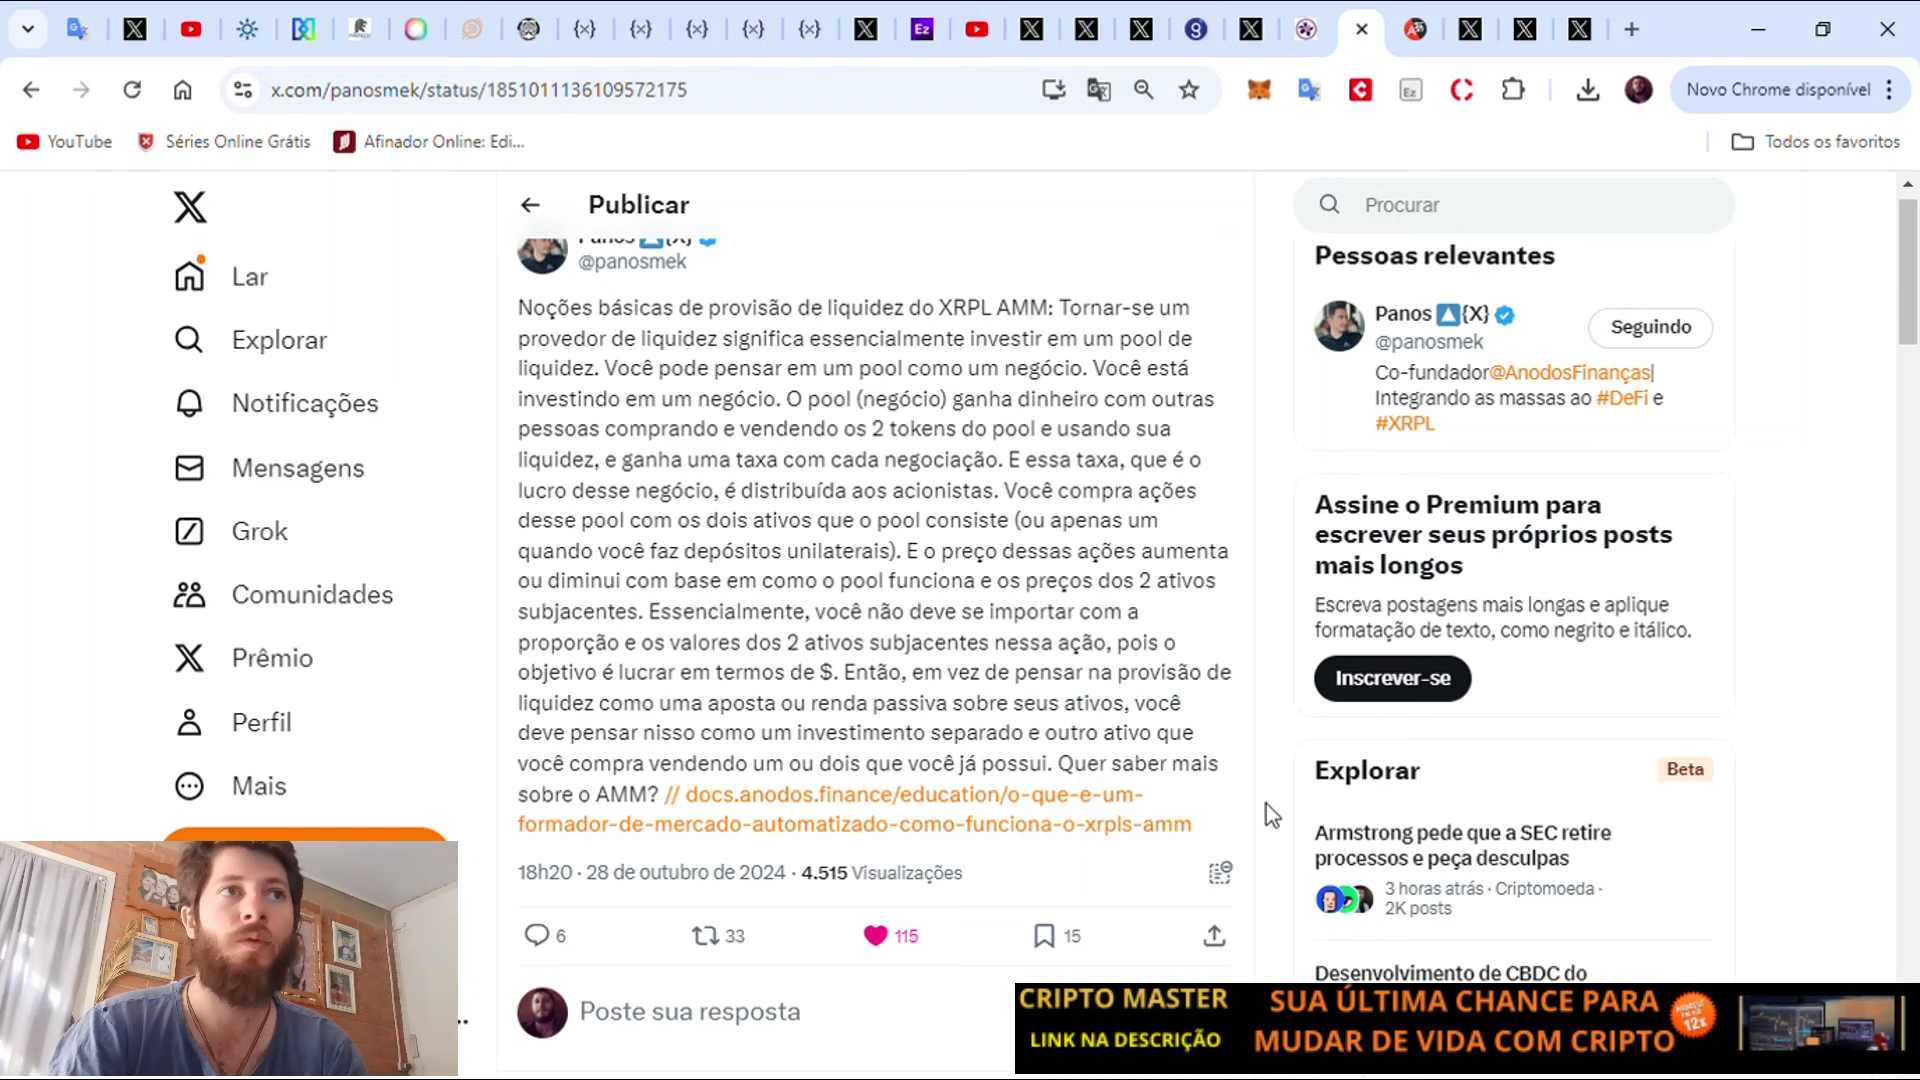 x.com/panosmek/status/1851011136109572175
Novo Chrome disponível
YouTube
Séries Online Grátis
Afinador Online: Edi...
Todos os favoritos
Lar
Explorar
Notificações
Mensagens
Grok
Comunidades
Prêmio
Perfil
Mais
Publicar
Panos {X}
@panosmek
Noções básicas de provisão de liquidez do XRPL AMM: Tornar-se um
provedor de liquidez significa essencialmente investir em um pool de
liquidez. Você pode pensar em um pool como um negócio. Você está
investindo em um negócio. O pool (negócio) ganha dinheiro com outras
pessoas comprando e vendendo os 2 tokens do pool e usando sua
liquidez, e ganha uma taxa com cada negociação. E essa taxa, que é o
lucro desse negócio, é distribuída aos acionistas. Você compra ações
desse pool com os dois ativos que o pool consiste (ou apenas um
quando você faz depósitos unilaterais). E o preço dessas ações aumenta
ou diminui com base em como o pool funciona e os preços dos 2 ativos
subjacentes. Essencialmente, você não deve se importar com a
proporção e os valores dos 2 ativos subjacentes nessa ação, pois o
objetivo é lucrar em termos de $. Então, em vez de pensar na provisão de
liquidez como uma aposta ou renda passiva sobre seus ativos, você
deve pensar nisso como um investimento separado e outro ativo que
você compra vendendo um ou dois que você já possui. Quer saber mais
sobre o AMM? // docs.anodos.finance/education/o-que-e-um-
formador-de-mercado-automatizado-como-funciona-o-xrpls-amm
18h20 · 28 de outubro de 2024 · 4.515 Visualizações
6
33
115
15
Poste sua resposta
Procurar
Pessoas relevantes
Panos {X}
@panosmek
Seguindo
Co-fundador@AnodosFinanças|
Integrando as massas ao #DeFi e
#XRPL
Assine o Premium para
escrever seus próprios posts
mais longos
Escreva postagens mais longas e aplique
formatação de texto, como negrito e itálico.
Inscrever-se
Explorar
Beta
Armstrong pede que a SEC retire
processos e peça desculpas
3 horas atrás · Criptomoeda ·
2K posts
Desenvolvimento de CBDC do
CRIPTO MASTER
LINK NA DESCRIÇÃO
SUA ÚLTIMA CHANCE PARA
MUDAR DE VIDA COM CRIPTO
12x